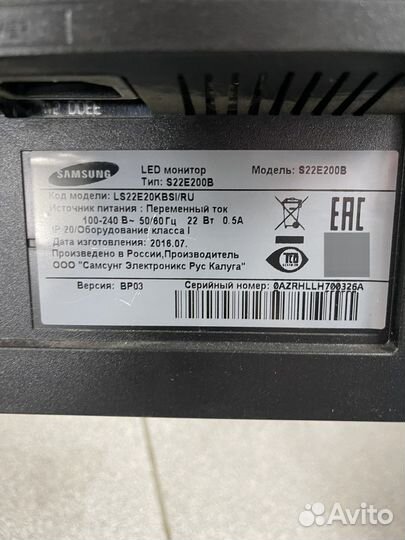 SAMSUNG
LED монитор
Тип: S22E200B
Модель: S22E200B
Код модели: LS22E20KBSI/RU
Источник питания : Переменный ток
100-240 В~ 50/60 Гц 22 Вт 0.5A
IP 20/Оборудование класса I
Дата изготовления: 2016.07.
Произведено в России,Произведено
ООО "Самсунг Электроникс Рус Калуга"
EAC
TCO
Версия: BP03
Серийный номер: 0AZRHLLH700326A
Avito